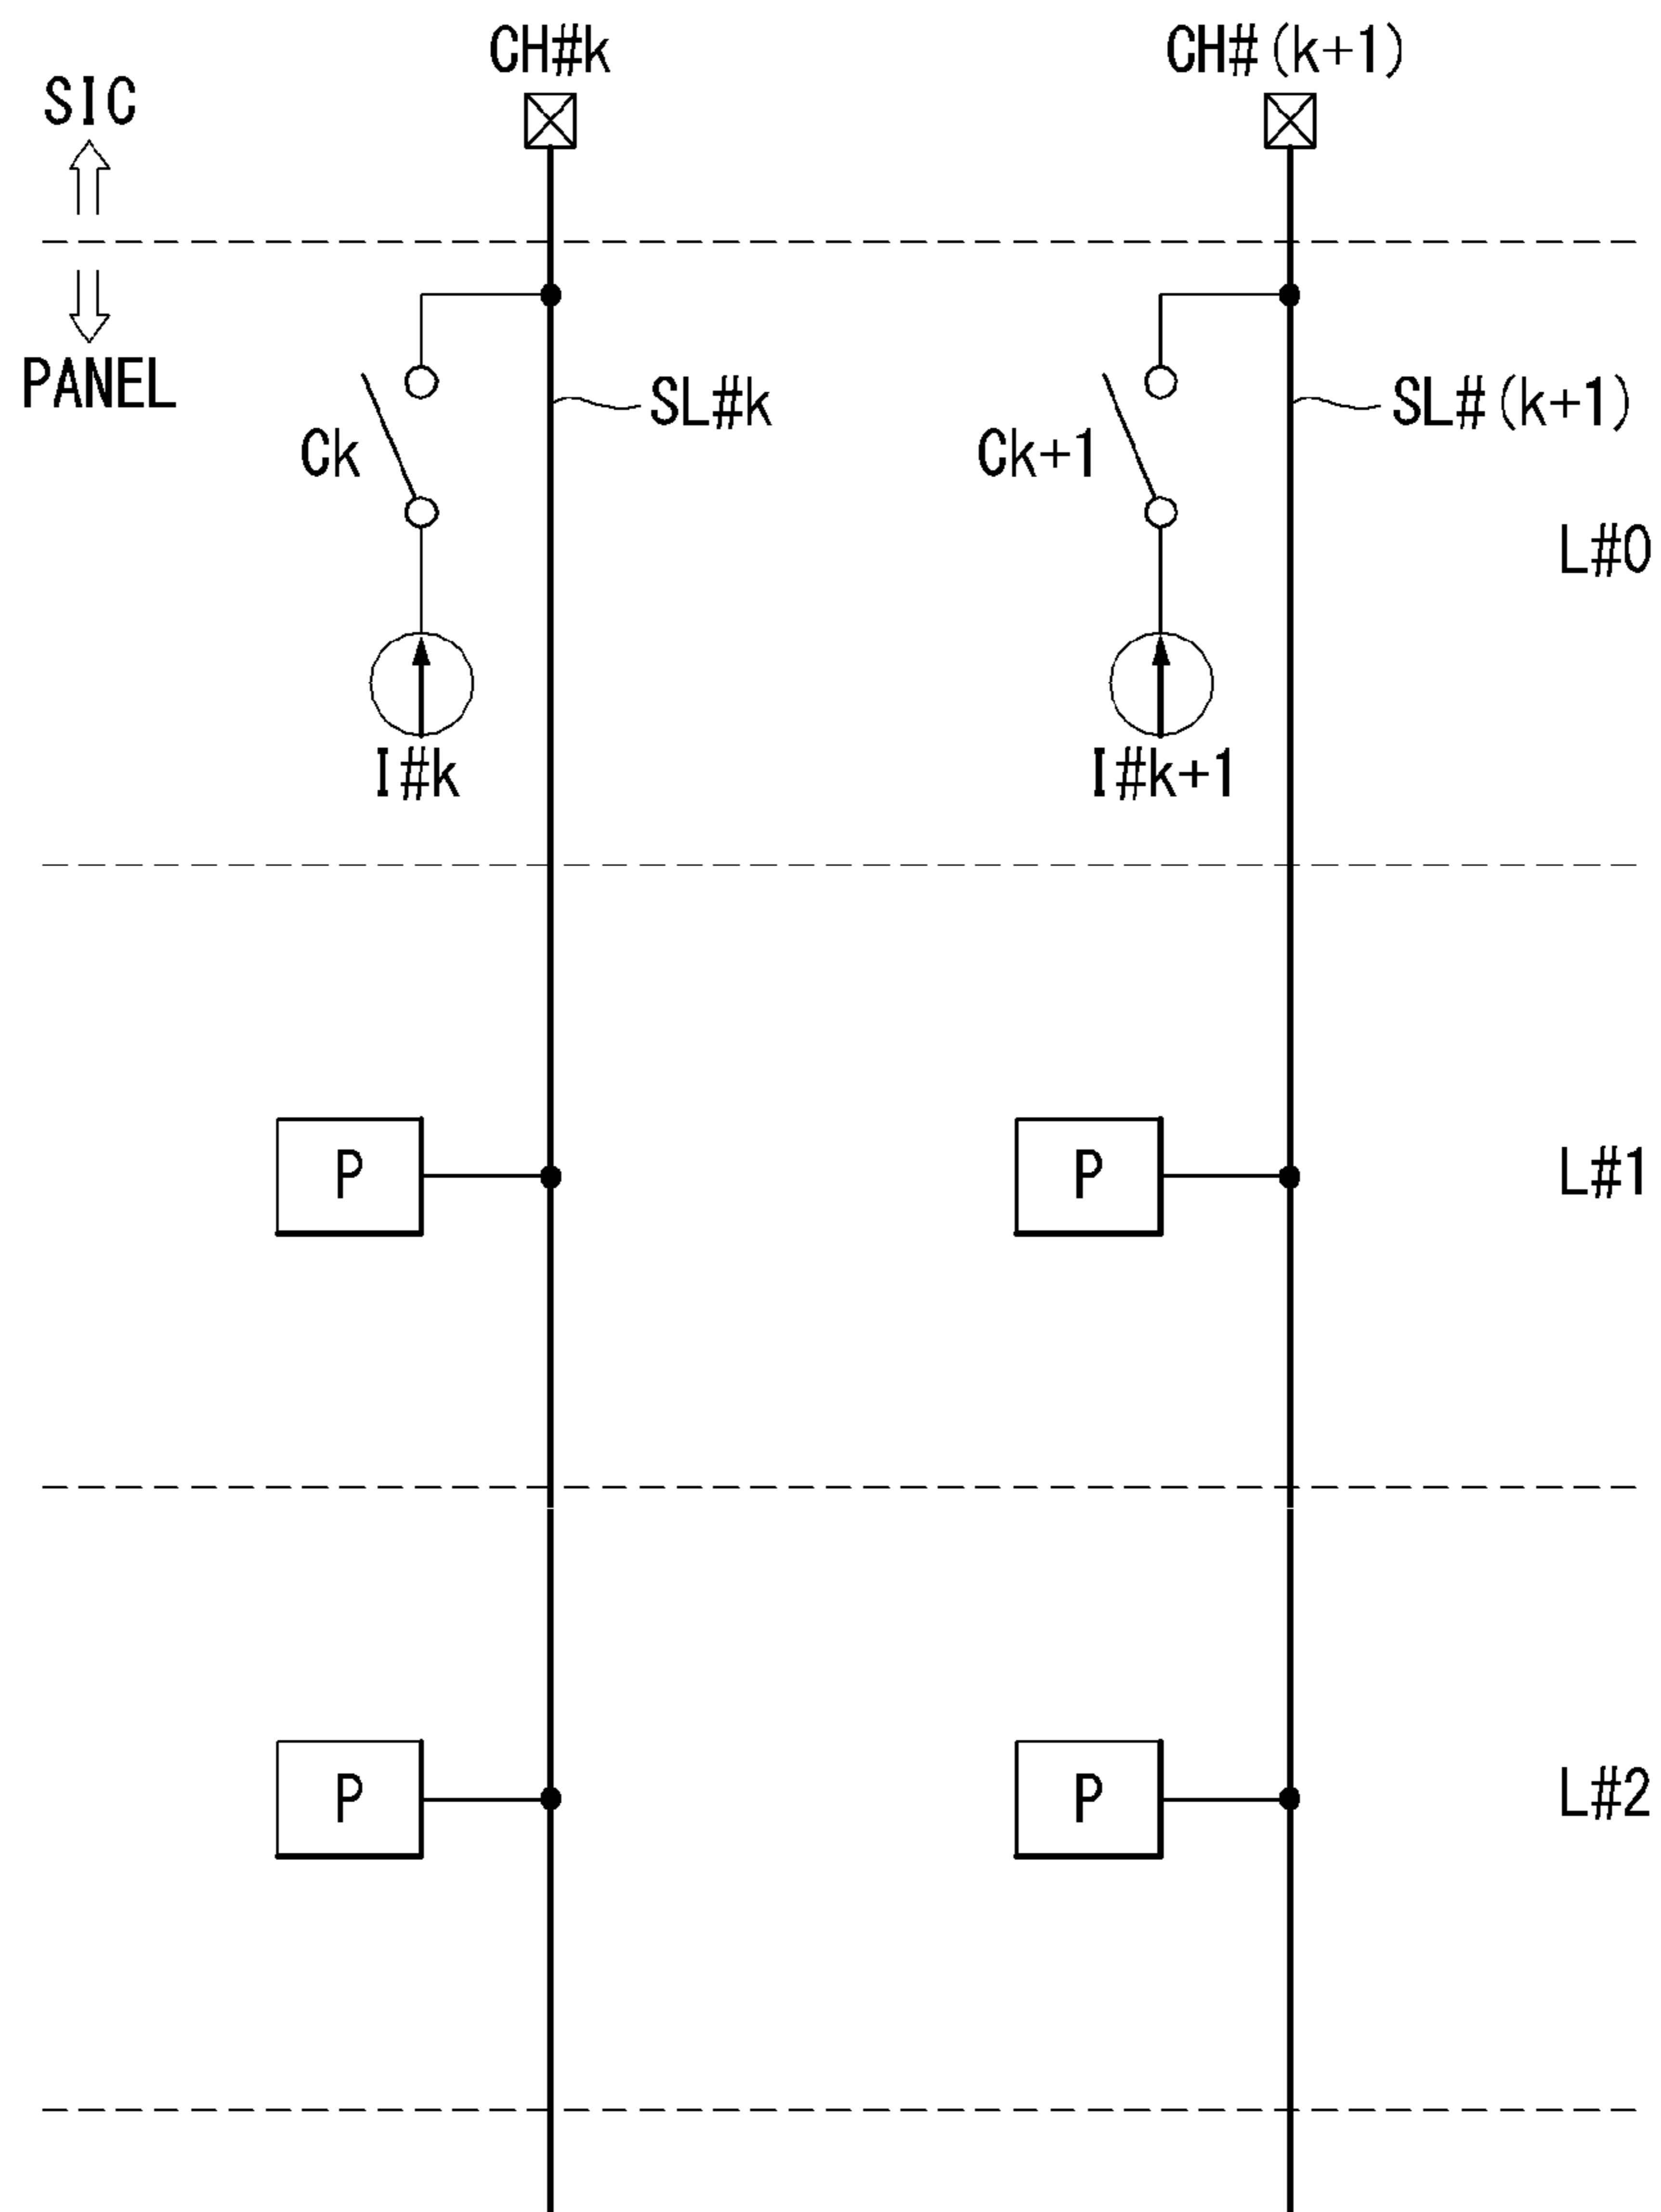 CH#k
CH#(k+1)
SIC
PANEL
SL#k
SL#(k+1)
Ck
Ck+1
L#0
I#k
I#k+1
P
P
L#1
P
P
L#2